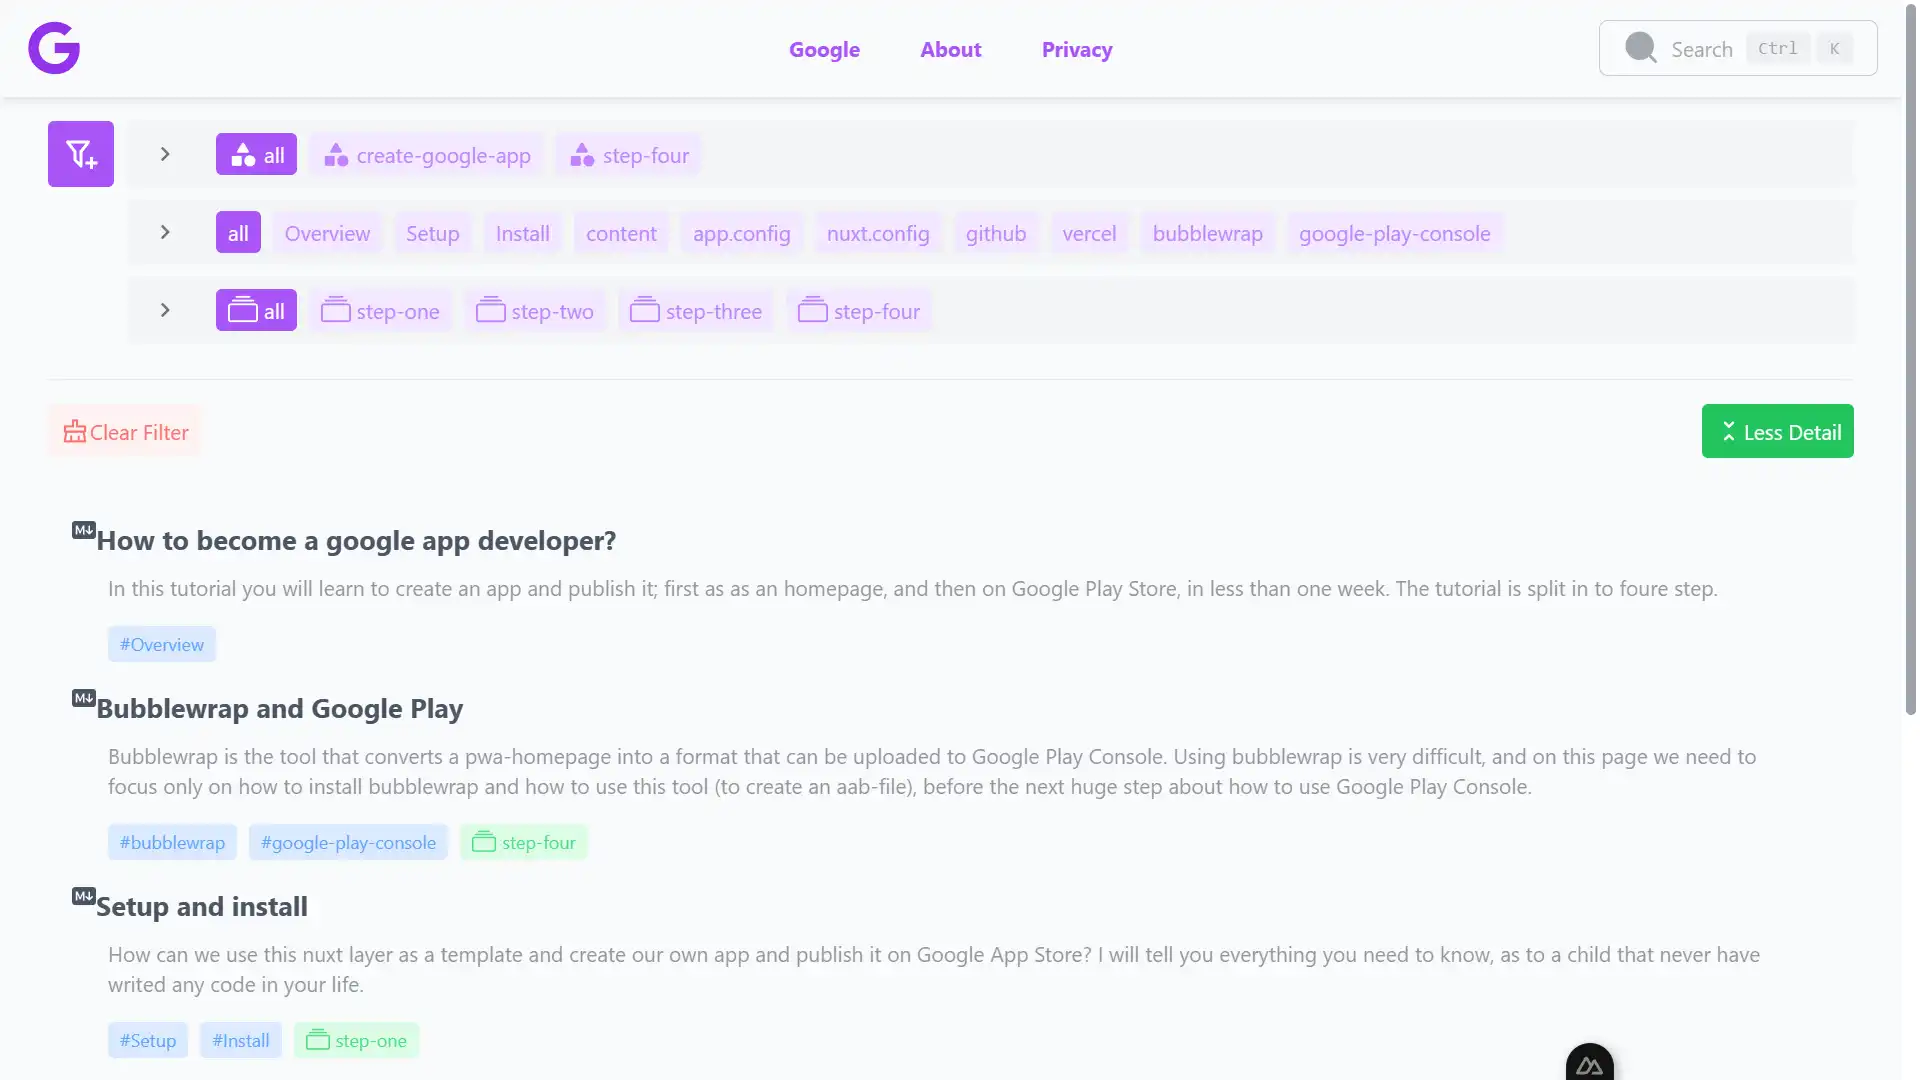 G
Google About Privacy
Search Ctrl K
all create-google-app step-four
all Overview Setup Install content app.config nuxt.config github vercel bubblewrap google-play-console
all step-one step-two step-three step-four
Clear Filter
Less Detail
M↓
How to become a google app developer?
In this tutorial you will learn to create an app and publish it; first as as an homepage, and then on Google Play Store, in less than one week. The tutorial is split in to foure step.
#Overview
M↓
Bubblewrap and Google Play
Bubblewrap is the tool that converts a pwa-homepage into a format that can be uploaded to Google Play Console. Using bubblewrap is very difficult, and on this page we need to
focus only on how to install bubblewrap and how to use this tool (to create an aab-file), before the next huge step about how to use Google Play Console.
#bubblewrap #google-play-console step-four
M↓
Setup and install
How can we use this nuxt layer as a template and create our own app and publish it on Google App Store? I will tell you everything you need to know, as to a child that never have
writed any code in your life.
#Setup #Install step-one